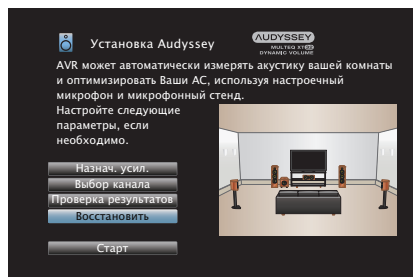 Установка Audyssey
AUDYSSEY
MULTEQ XT32
DYNAMIC VOLUME
AVR может автоматически измерять акустику вашей комнаты
и оптимизировать Ваши АС, используя настроечный
микрофон и микрофонный стенд.
Настройте следующие
параметры, если
необходимо.
Назнач. усил.
Выбор канала
Проверка результатов
Восстановить
Старт